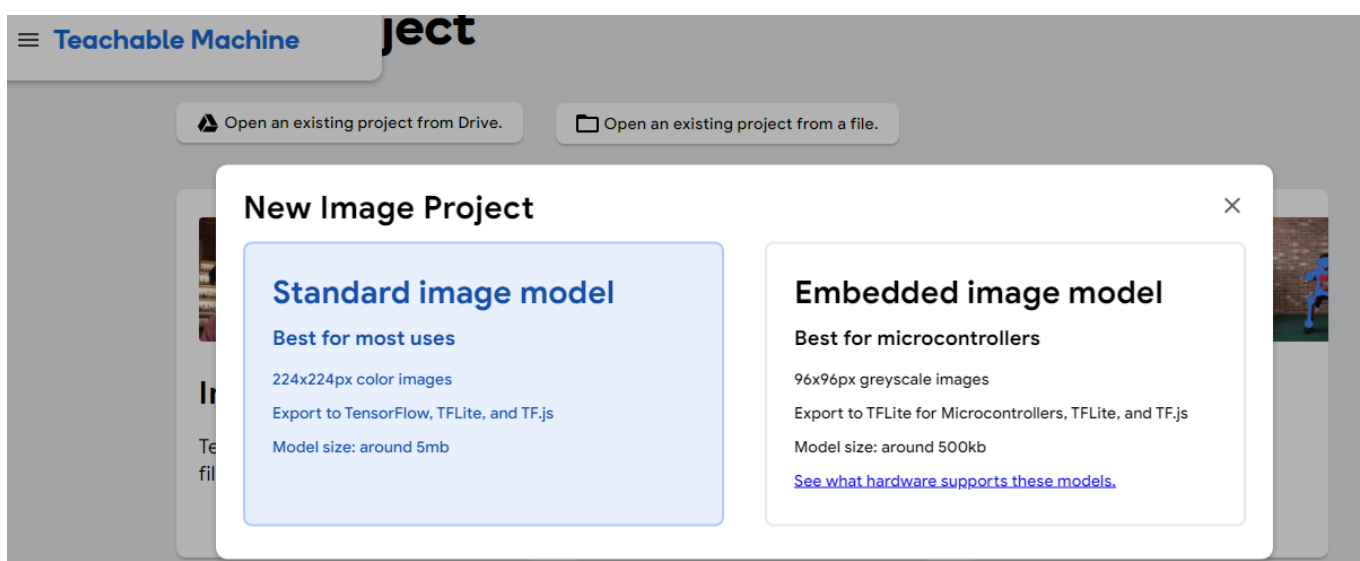 Teachable Machine
ject
Open an existing project from Drive.
Open an existing project from a file.
New Image Project
Standard image model
Best for most uses
224x224px color images
Export to TensorFlow, TFLite, and TF.js
Model size: around 5mb
Embedded image model
Best for microcontrollers
96x96px greyscale images
Export to TFLite for Microcontrollers, TFLite, and TF.js
Model size: around 500kb
See what hardware supports these models.
Te
fil